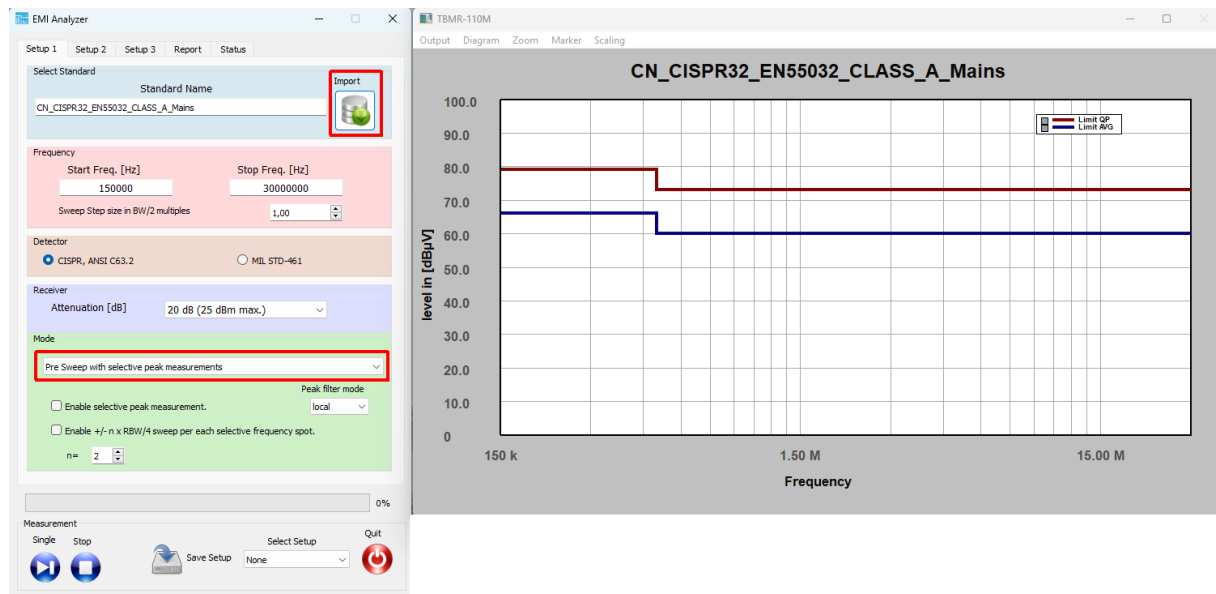 EMI Analyzer
Setup 1 Setup 2 Setup 3 Report Status
Select Standard
Standard Name
Import
CN_CISPR32_EN55032_CLASS_A_Mains
Frequency
Start Freq. [Hz] Stop Freq. [Hz]
150000 30000000
Sweep Step size in BW/2 multiples 1,00
Detector
CISPR, ANSI C63.2 MIL STD-461
Receiver
Attenuation [dB] 20 dB (25 dBm max.)
Mode
Pre Sweep with selective peak measurements
Peak filter mode
Enable selective peak measurement. local
Enable +/- n x RBW/4 sweep per each selective frequency spot.
n= 2
0%
Measurement
Single Stop Select Setup Quit
Save Setup None
TBMR-110M
Output Diagram Zoom Marker Scaling
CN_CISPR32_EN55032_CLASS_A_Mains
Limit QP
Limit AVG
level in [dBµV]
100.0
90.0
80.0
70.0
60.0
50.0
40.0
30.0
20.0
10.0
0
150 k 1.50 M 15.00 M
Frequency